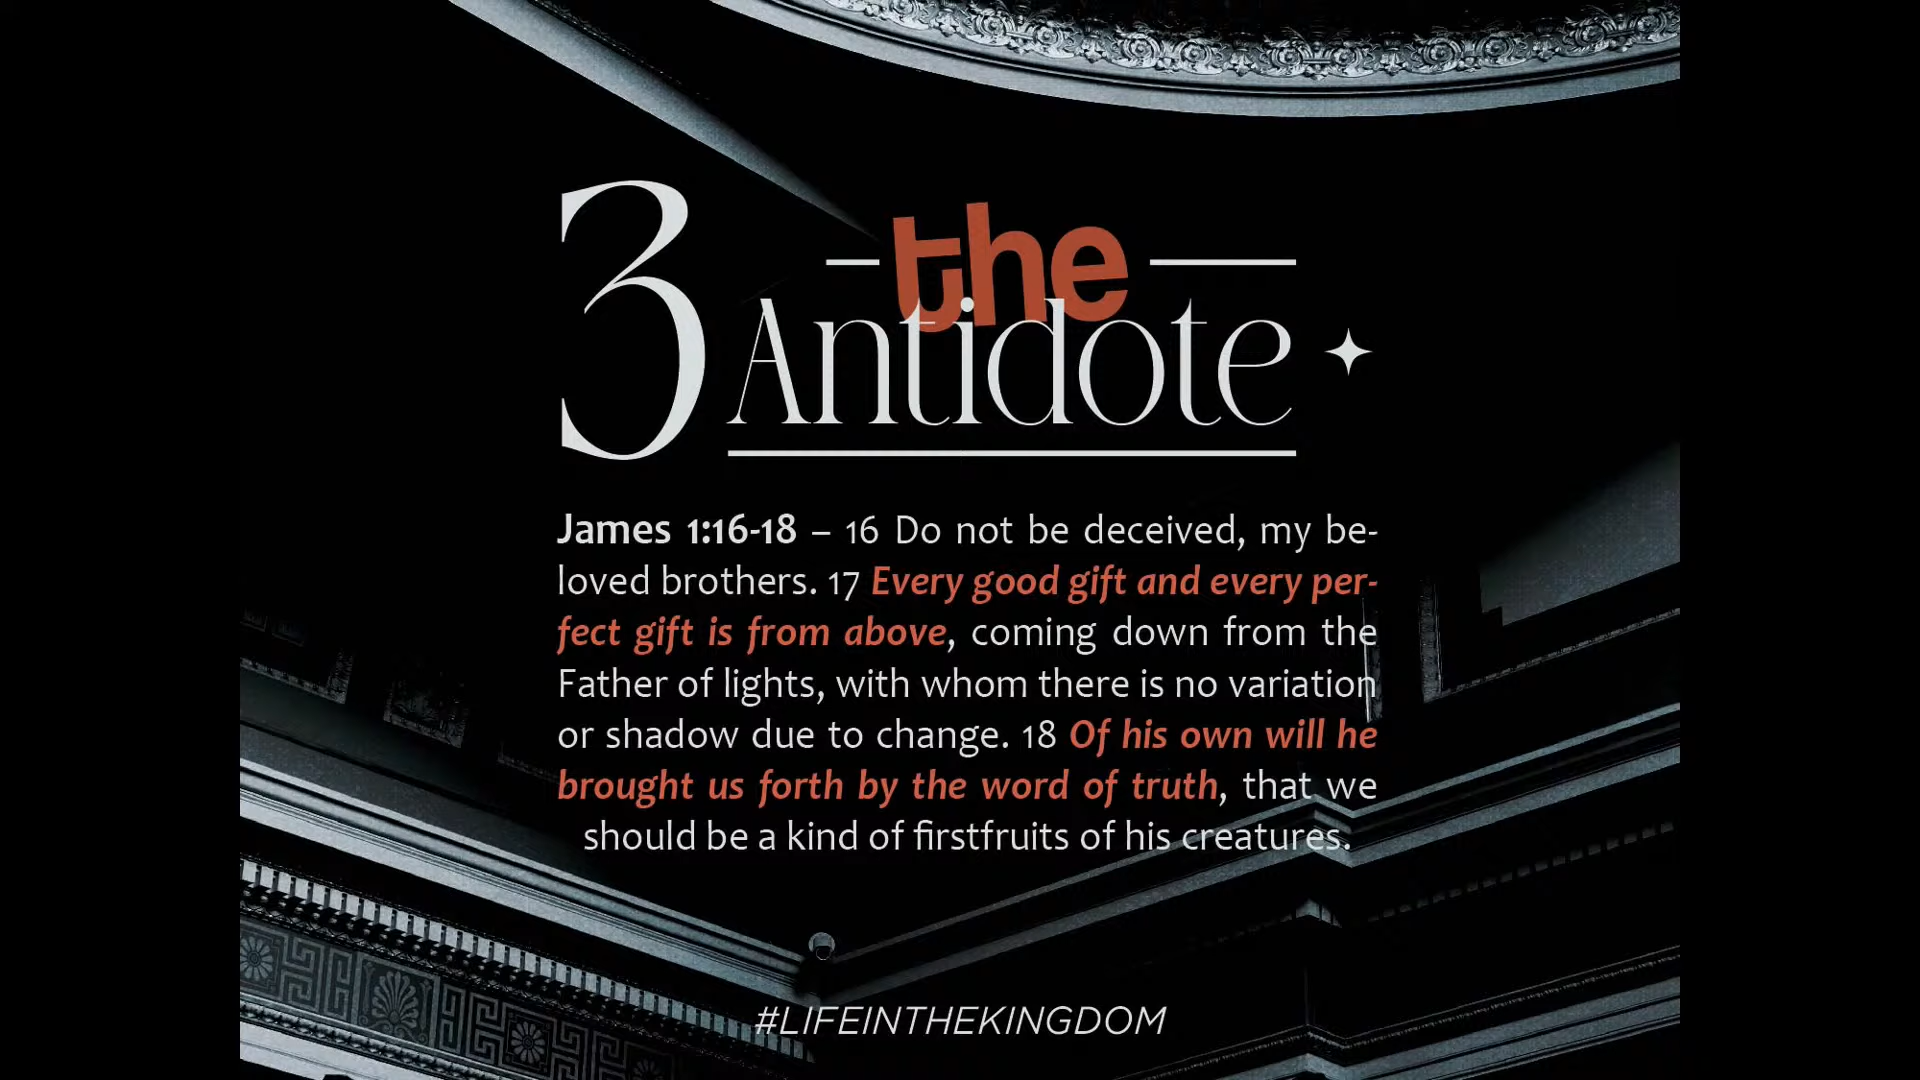 3 the
Antidote
James 1:16-18 – 16 Do not be deceived, my be-
loved brothers. 17 Every good gift and every per-
fect gift is from above, coming down from the
Father of lights, with whom there is no variation
or shadow due to change. 18 Of his own will he
brought us forth by the word of truth, that we
should be a kind of firstfruits of his creatures.
#LIFEINTHEKINGDOM